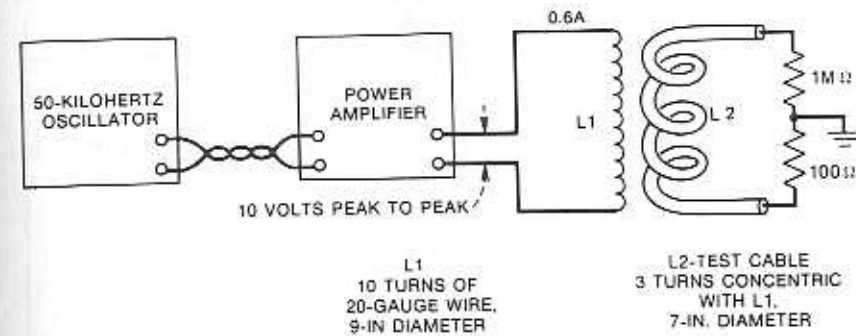 0.6A
50-KILOHERTZ
OSCILLATOR
POWER
AMPLIFIER
L1
L2
1M Ω
100Ω
10 VOLTS PEAK TO PEAK
L1
10 TURNS OF
20-GAUGE WIRE,
9-IN DIAMETER
L2-TEST CABLE
3 TURNS CONCENTRIC
WITH L1,
7-IN. DIAMETER